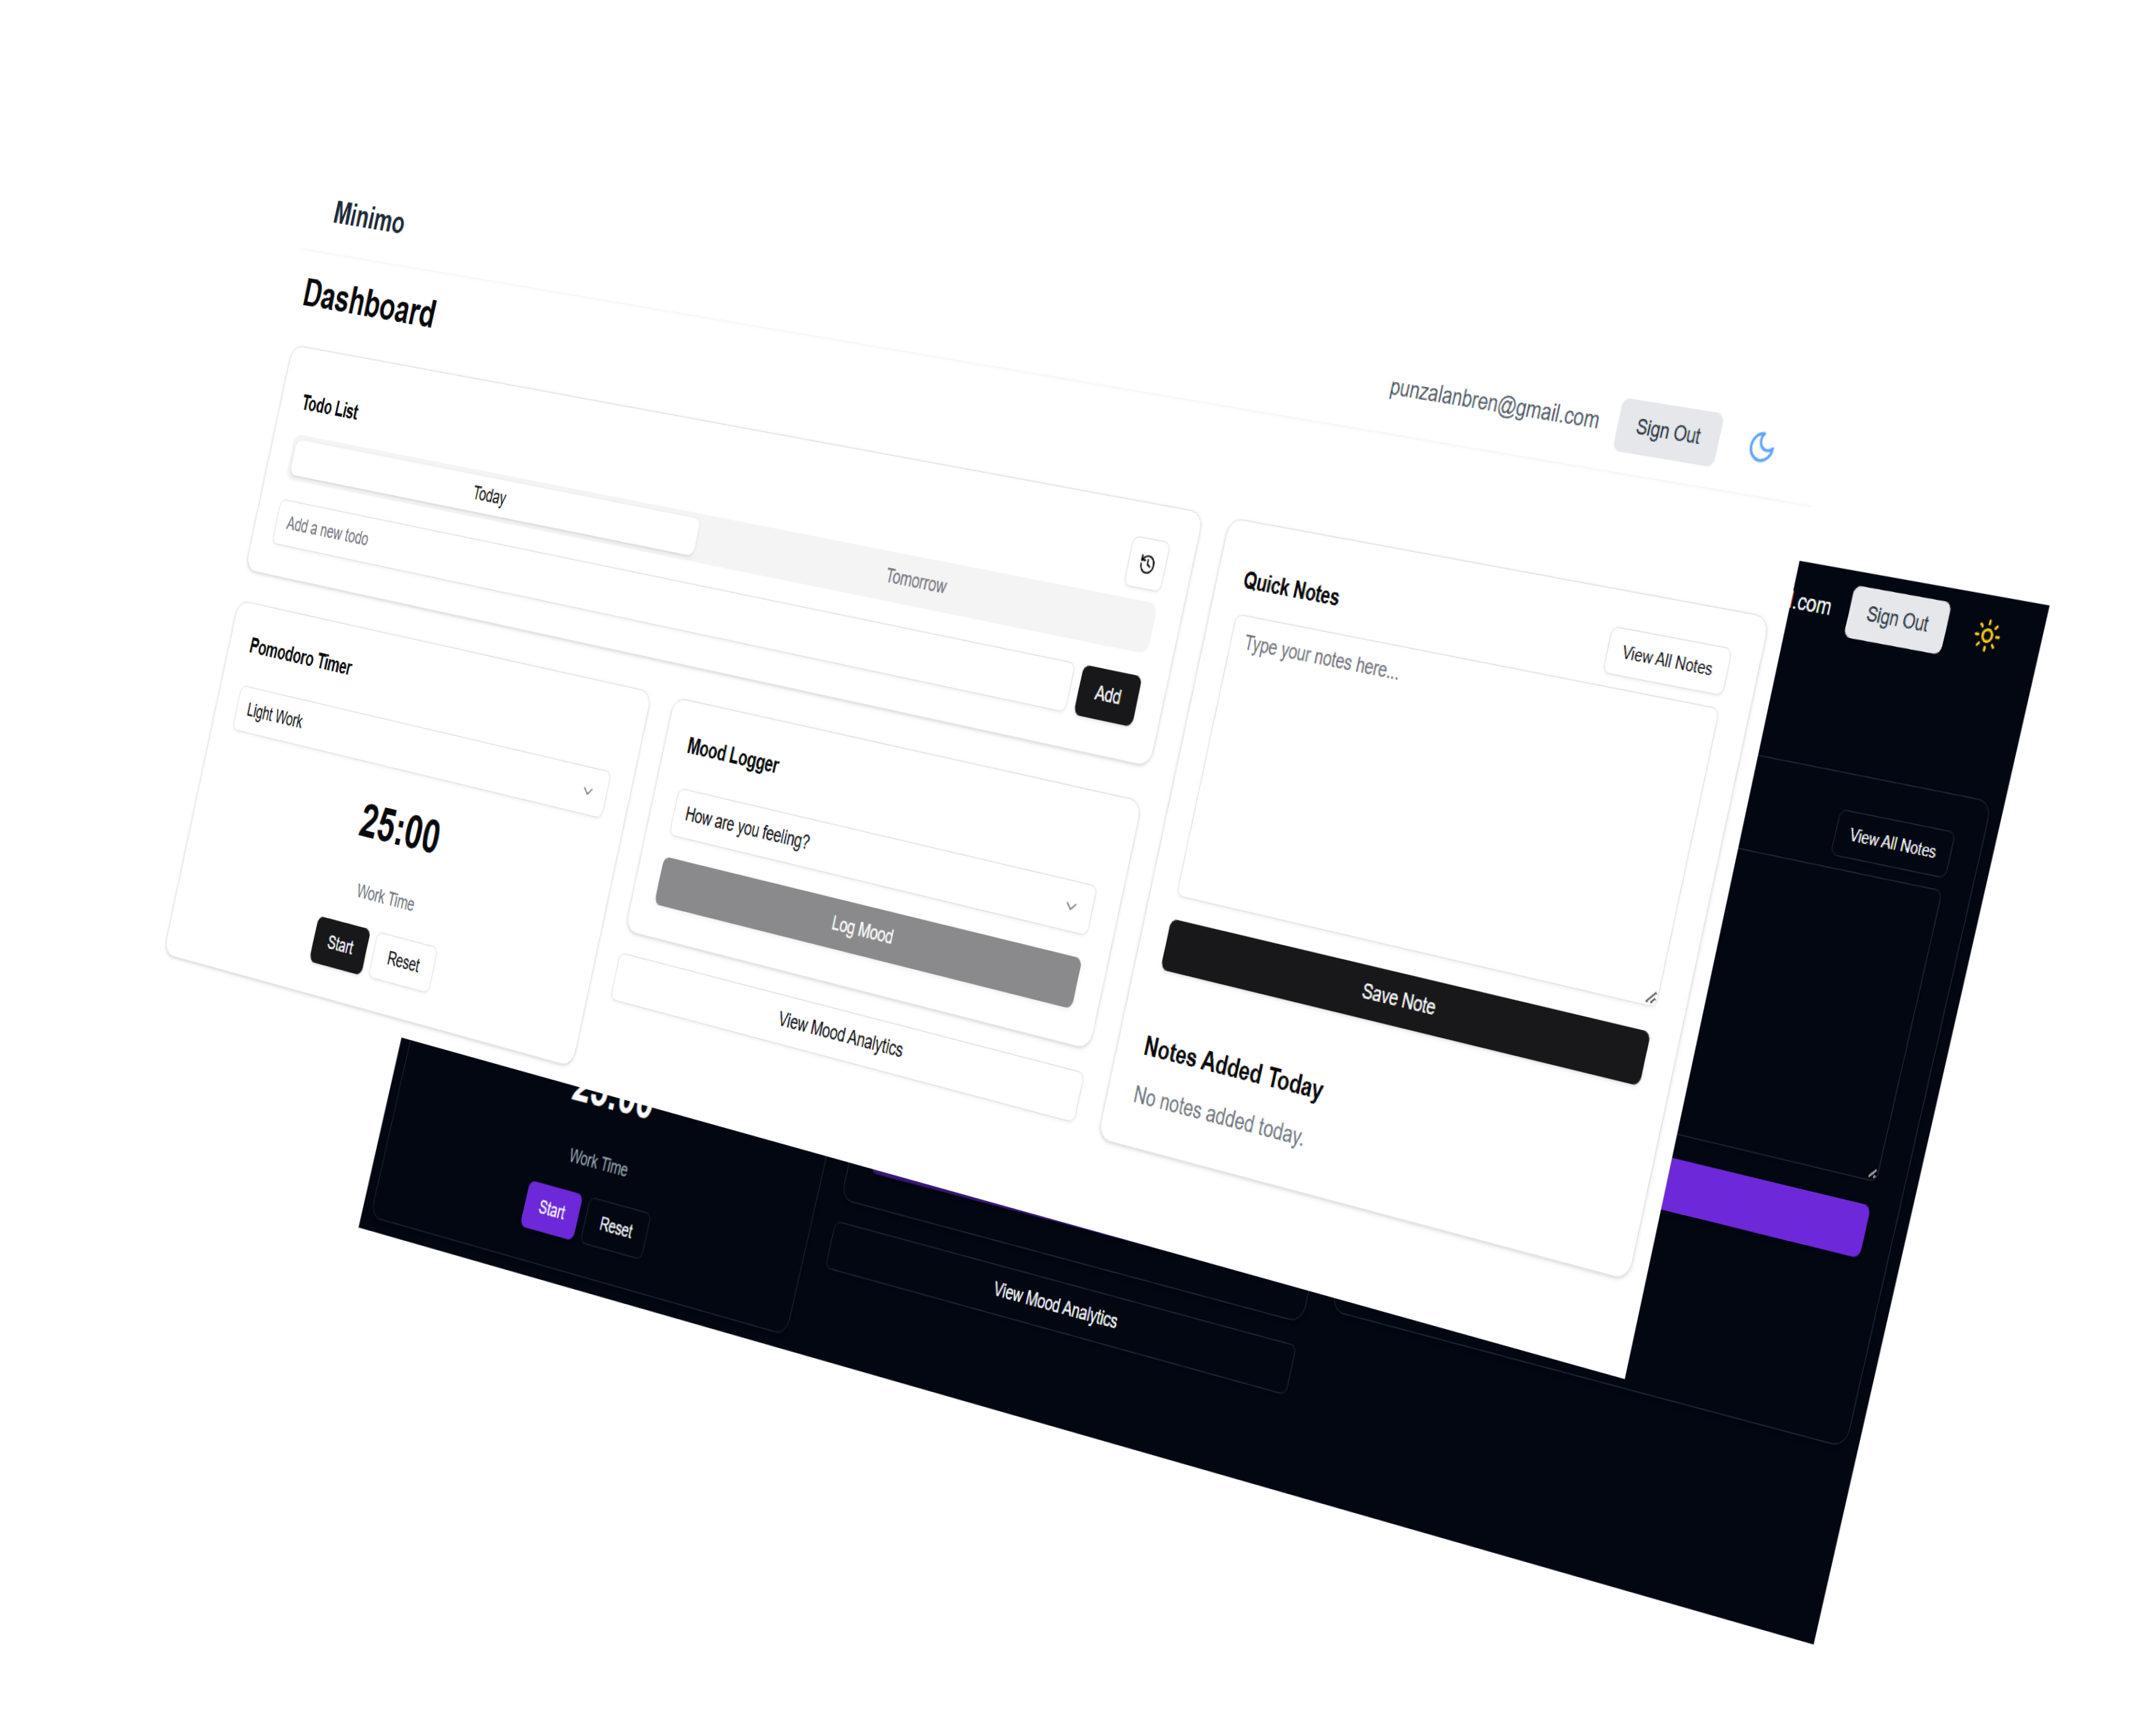 Minimo
punzalanbren@gmail.com
Sign Out
Dashboard
Todo List
Today
Tomorrow
Add a new todo
Add
Pomodoro Timer
Light Work
25:00
Work Time
Start
Reset
Mood Logger
How are you feeling?
Log Mood
View Mood Analytics
Quick Notes
View All Notes
Type your notes here...
Save Note
Notes Added Today
No notes added today.
.com
Sign Out
View All Notes
25:00
Work Time
Start
Reset
View Mood Analytics